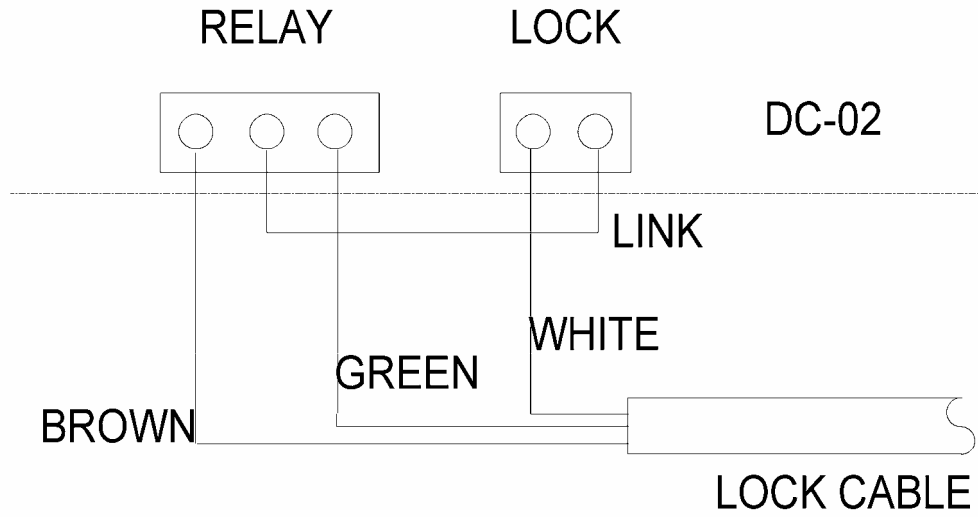 RELAY
LOCK
DC-02
LINK
WHITE
GREEN
BROWN
LOCK CABLE